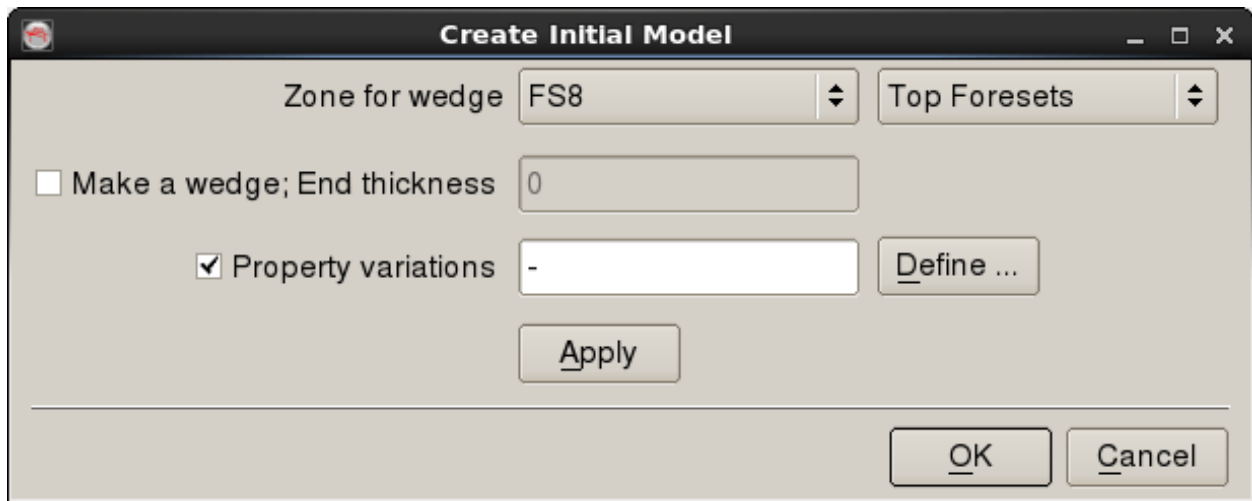 Create Initial Model
Zone for wedge FS8 Top Foresets
Make a wedge; End thickness 0
Property variations - Define ...
Apply
OK Cancel